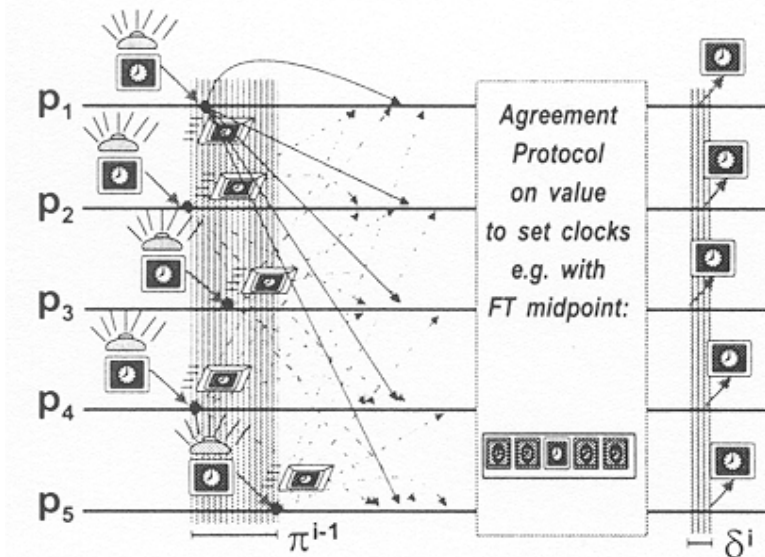 p1
Agreement
Protocol
p2
on value
to set clocks
e.g. with
p3
FT midpoint:
p4
p5
π i-1
δ i